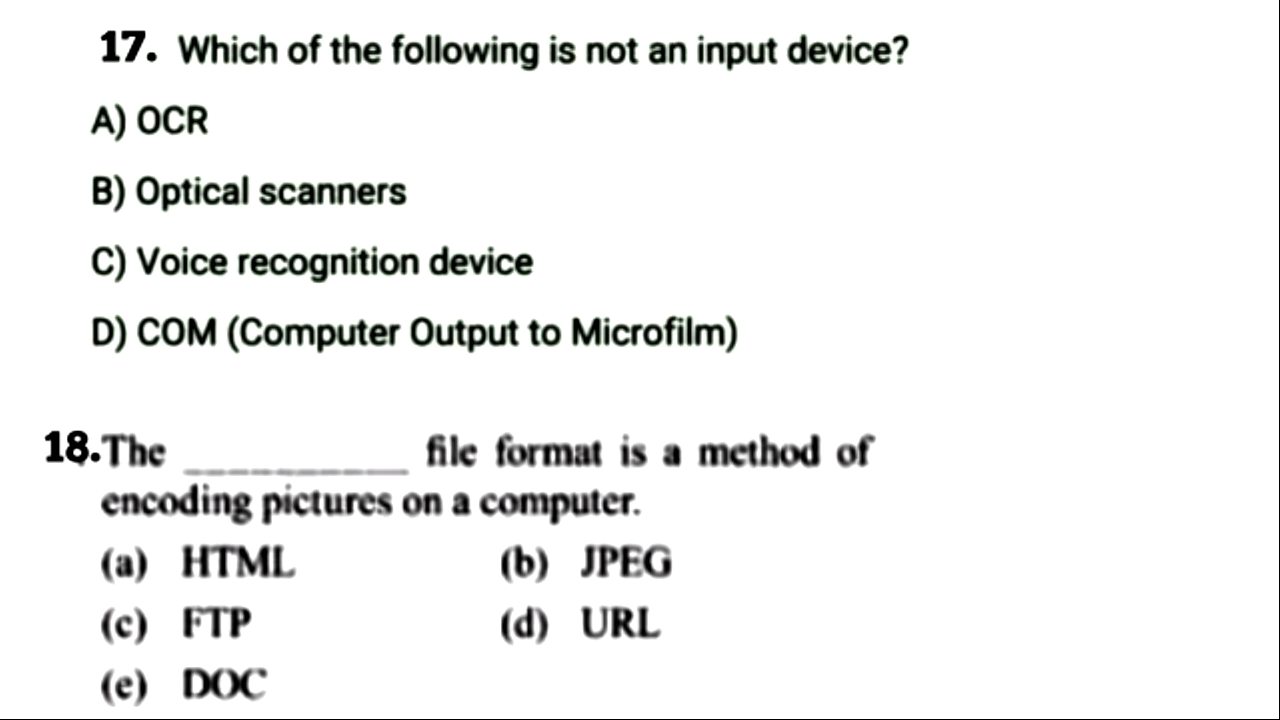 17. Which of the following is not an input device?
A) OCR
B) Optical scanners
C) Voice recognition device
D) COM (Computer Output to Microfilm)
18. The __________ file format is a method of
encoding pictures on a computer.
(a) HTML (b) JPEG
(c) FTP (d) URL
(e) DOC